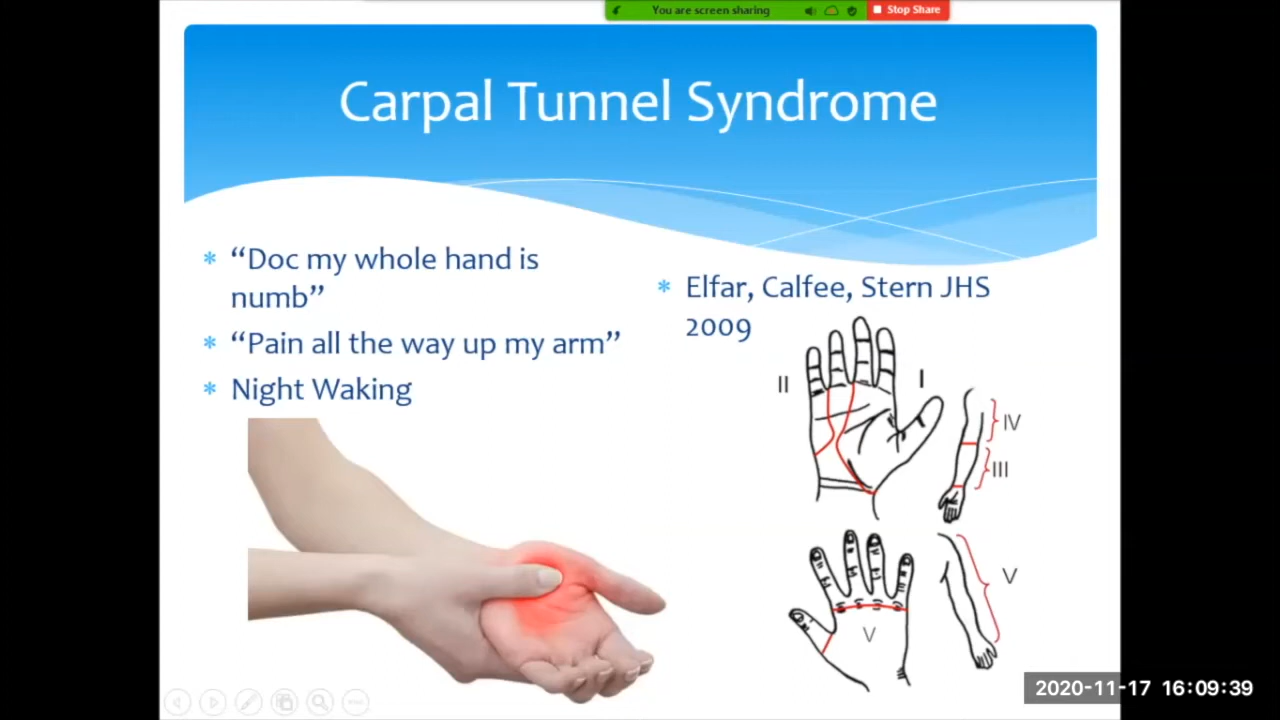 You are screen sharing
Stop Share
Carpal Tunnel Syndrome
“Doc my whole hand is
numb”
“Pain all the way up my arm”
Night Waking
Elfar, Calfee, Stern JHS
2009
II
I
IV
III
V
V
2020-11-17 16:09:39